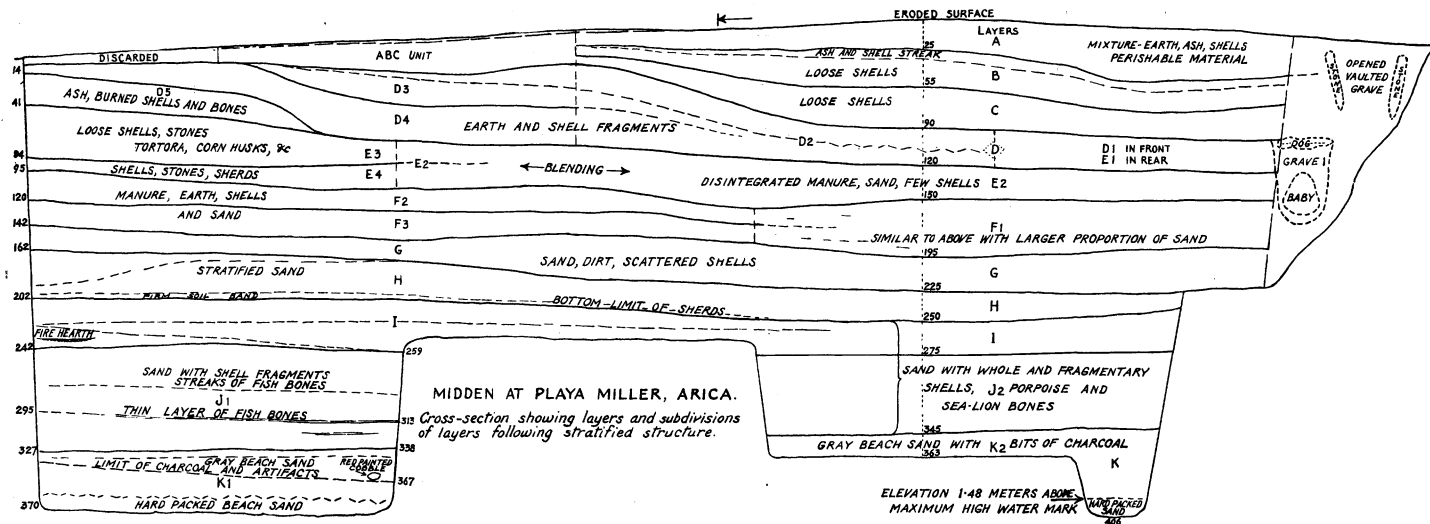 ERODED SURFACE
LAYERS
A
DISCARDED
ABC UNIT
25
ASH AND SHELL STREAK
MIXTURE-EARTH, ASH, SHELLS
PERISHABLE MATERIAL
OPENED
VAULTED
GRAVE
14
D3
LOOSE SHELLS
B
55
D5
ASH, BURNED SHELLS AND BONES
41
D4
LOOSE SHELLS
C
EARTH AND SHELL FRAGMENTS
90
LOOSE SHELLS, STONES
TORTORA, CORN HUSKS, &C
D2
D
D1 IN FRONT
E1 IN REAR
DOG
GRAVE I
BABY
E3
E2
84
120
95
SHELLS, STONES, SHERDS
E4
BLENDING
DISINTEGRATED MANURE, SAND, FEW SHELLS
E2
150
MANURE, EARTH, SHELLS
AND SAND
120
F2
142
F3
F1
SIMILAR TO ABOVE WITH LARGER PROPORTION OF SAND
195
162
G
SAND, DIRT, SCATTERED SHELLS
G
STRATIFIED SAND
H
225
202
FIRM SOIL SAND
BOTTOM-LIMIT-OF-SHERDS
H
250
I
I
FIRE HEARTH
242
259
275
SAND WITH SHELL FRAGMENTS
STREAKS OF FISH BONES
J1
SAND WITH WHOLE AND FRAGMENTARY
SHELLS, J2 PORPOISE AND
SEA-LION BONES
MIDDEN AT PLAYA MILLER, ARICA.
Cross-section showing layers and subdivisions
of layers following stratified structure.
295
THIN LAYER OF FISH BONES
313
345
327
338
GRAY BEACH SAND WITH K2 BITS OF CHARCOAL
363
GRAY BEACH SAND
LIMIT OF CHARCOAL AND ARTIFACTS
RED PAINTED
COBBLE
K1
367
K
370
HARD PACKED BEACH SAND
ELEVATION 1·48 METERS ABOVE
MAXIMUM HIGH WATER MARK
HARD PACKED
SAND
406